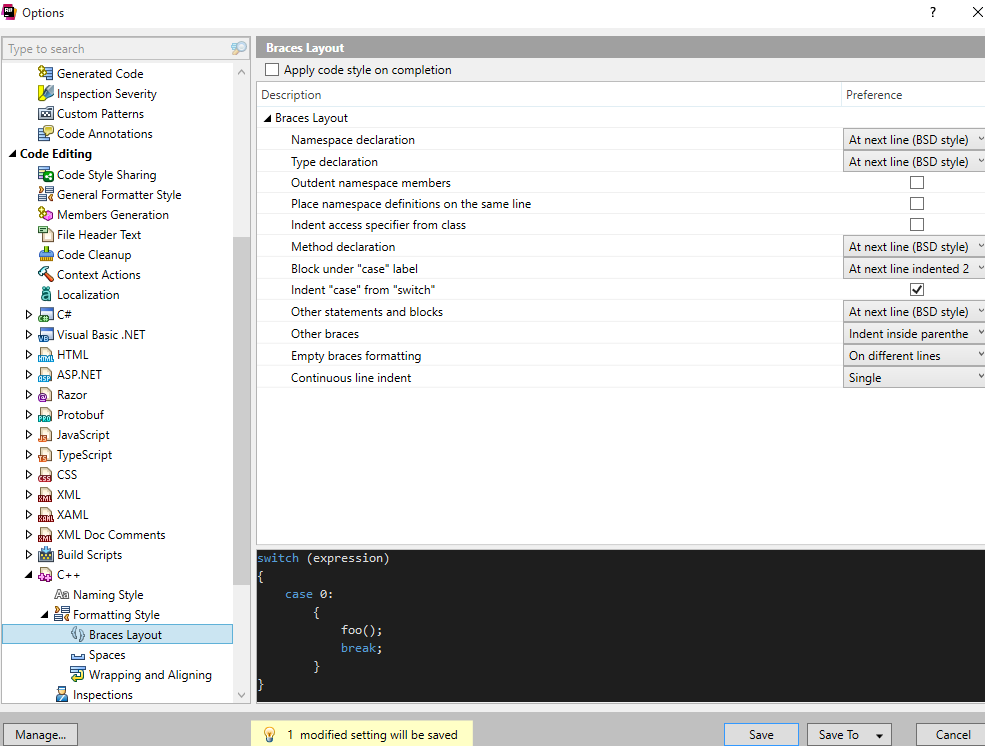 Options
?
Type to search
Generated Code
Inspection Severity
Custom Patterns
Code Annotations
Code Editing
Code Style Sharing
General Formatter Style
Members Generation
File Header Text
Code Cleanup
Context Actions
Localization
C#
Visual Basic .NET
HTML
ASP.NET
Razor
Protobuf
JavaScript
TypeScript
CSS
XML
XAML
XML Doc Comments
Build Scripts
C++
Naming Style
Formatting Style
Braces Layout
Spaces
Wrapping and Aligning
Inspections
Braces Layout
Apply code style on completion
Description Preference
Braces Layout
Namespace declaration At next line (BSD style)
Type declaration At next line (BSD style)
Outdent namespace members
Place namespace definitions on the same line
Indent access specifier from class
Method declaration At next line (BSD style)
Block under "case" label At next line indented 2
Indent "case" from "switch"
Other statements and blocks At next line (BSD style)
Other braces Indent inside parenthe
Empty braces formatting On different lines
Continuous line indent Single
switch (expression)
{
case 0:
{
foo();
break;
}
}
Manage...
1 modified setting will be saved
Save
Save To
Cancel